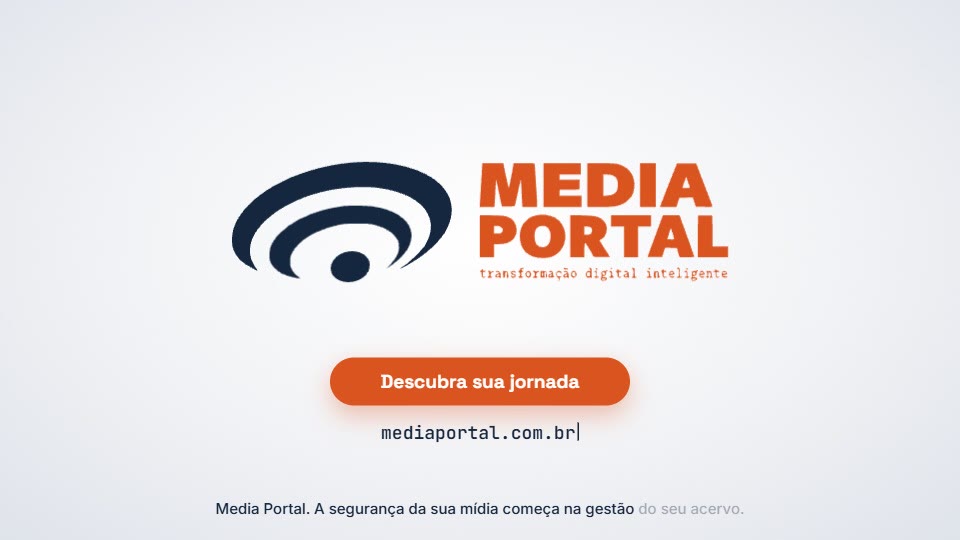 MEDIA
PORTAL
transformação digital inteligente
Descubra sua jornada
mediaportal.com.br
Media Portal. A segurança da sua mídia começa na gestão do seu acervo.